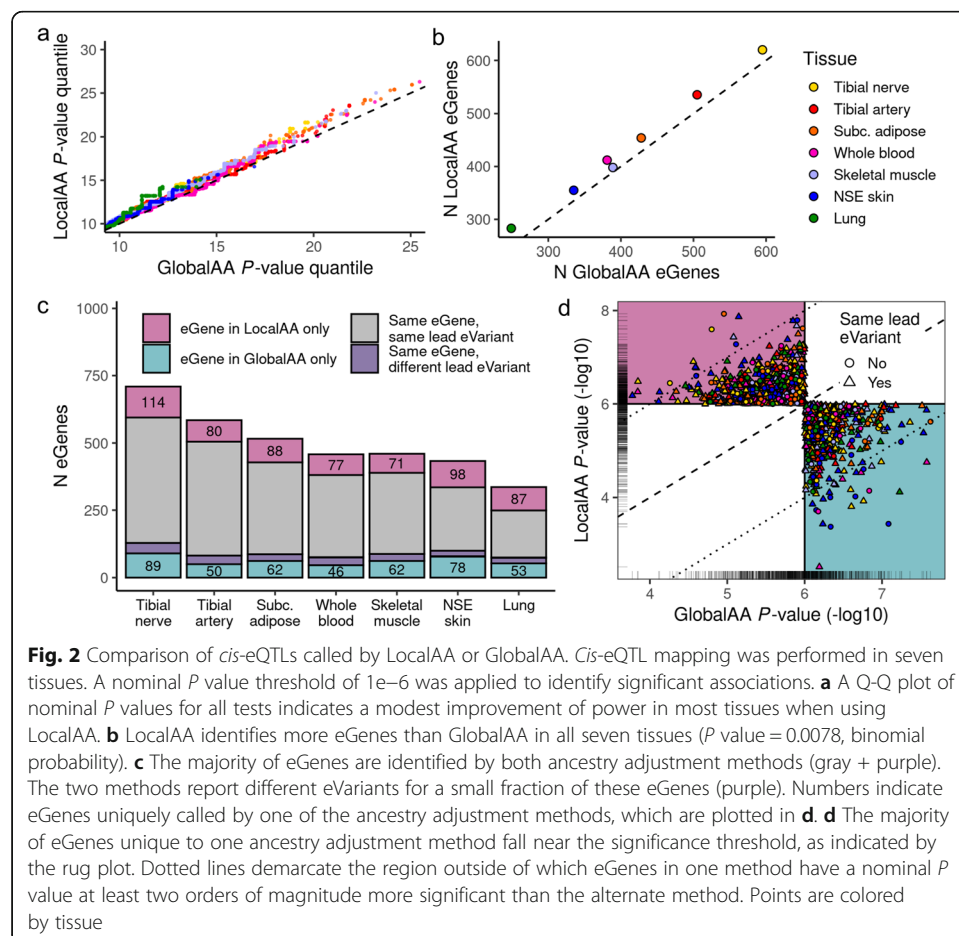 a
30
25
20
15
10
LocalAA P-value quantile
10
15
20
25
GlobalAA P-value quantile
b
600
500
400
300
N LocalAA eGenes
300
400
500
600
N GlobalAA eGenes
Tissue
Tibial nerve
Tibial artery
Subc. adipose
Whole blood
Skeletal muscle
NSE skin
Lung
c
1000
750
500
250
0
N eGenes
eGene in LocalAA only
eGene in GlobalAA only
Same eGene,
same lead eVariant
Same eGene,
different lead eVariant
114
80
88
77
71
98
87
89
50
62
46
62
78
53
Tibial
nerve
Tibial
artery
Subc.
adipose
Whole
blood
Skeletal
muscle
NSE
skin
Lung
d
8
6
4
LocalAA P-value (-log10)
Same lead
eVariant
No
Yes
4
5
6
7
GlobalAA P-value (-log10)
Fig. 2 Comparison of cis-eQTLs called by LocalAA or GlobalAA. Cis-eQTL mapping was performed in seven
tissues. A nominal P value threshold of 1e−6 was applied to identify significant associations. a A Q-Q plot of
nominal P values for all tests indicates a modest improvement of power in most tissues when using
LocalAA. b LocalAA identifies more eGenes than GlobalAA in all seven tissues (P value = 0.0078, binomial
probability). c The majority of eGenes are identified by both ancestry adjustment methods (gray + purple).
The two methods report different eVariants for a small fraction of these eGenes (purple). Numbers indicate
eGenes uniquely called by one of the ancestry adjustment methods, which are plotted in d. d The majority
of eGenes unique to one ancestry adjustment method fall near the significance threshold, as indicated by
the rug plot. Dotted lines demarcate the region outside of which eGenes in one method have a nominal P
value at least two orders of magnitude more significant than the alternate method. Points are colored
by tissue